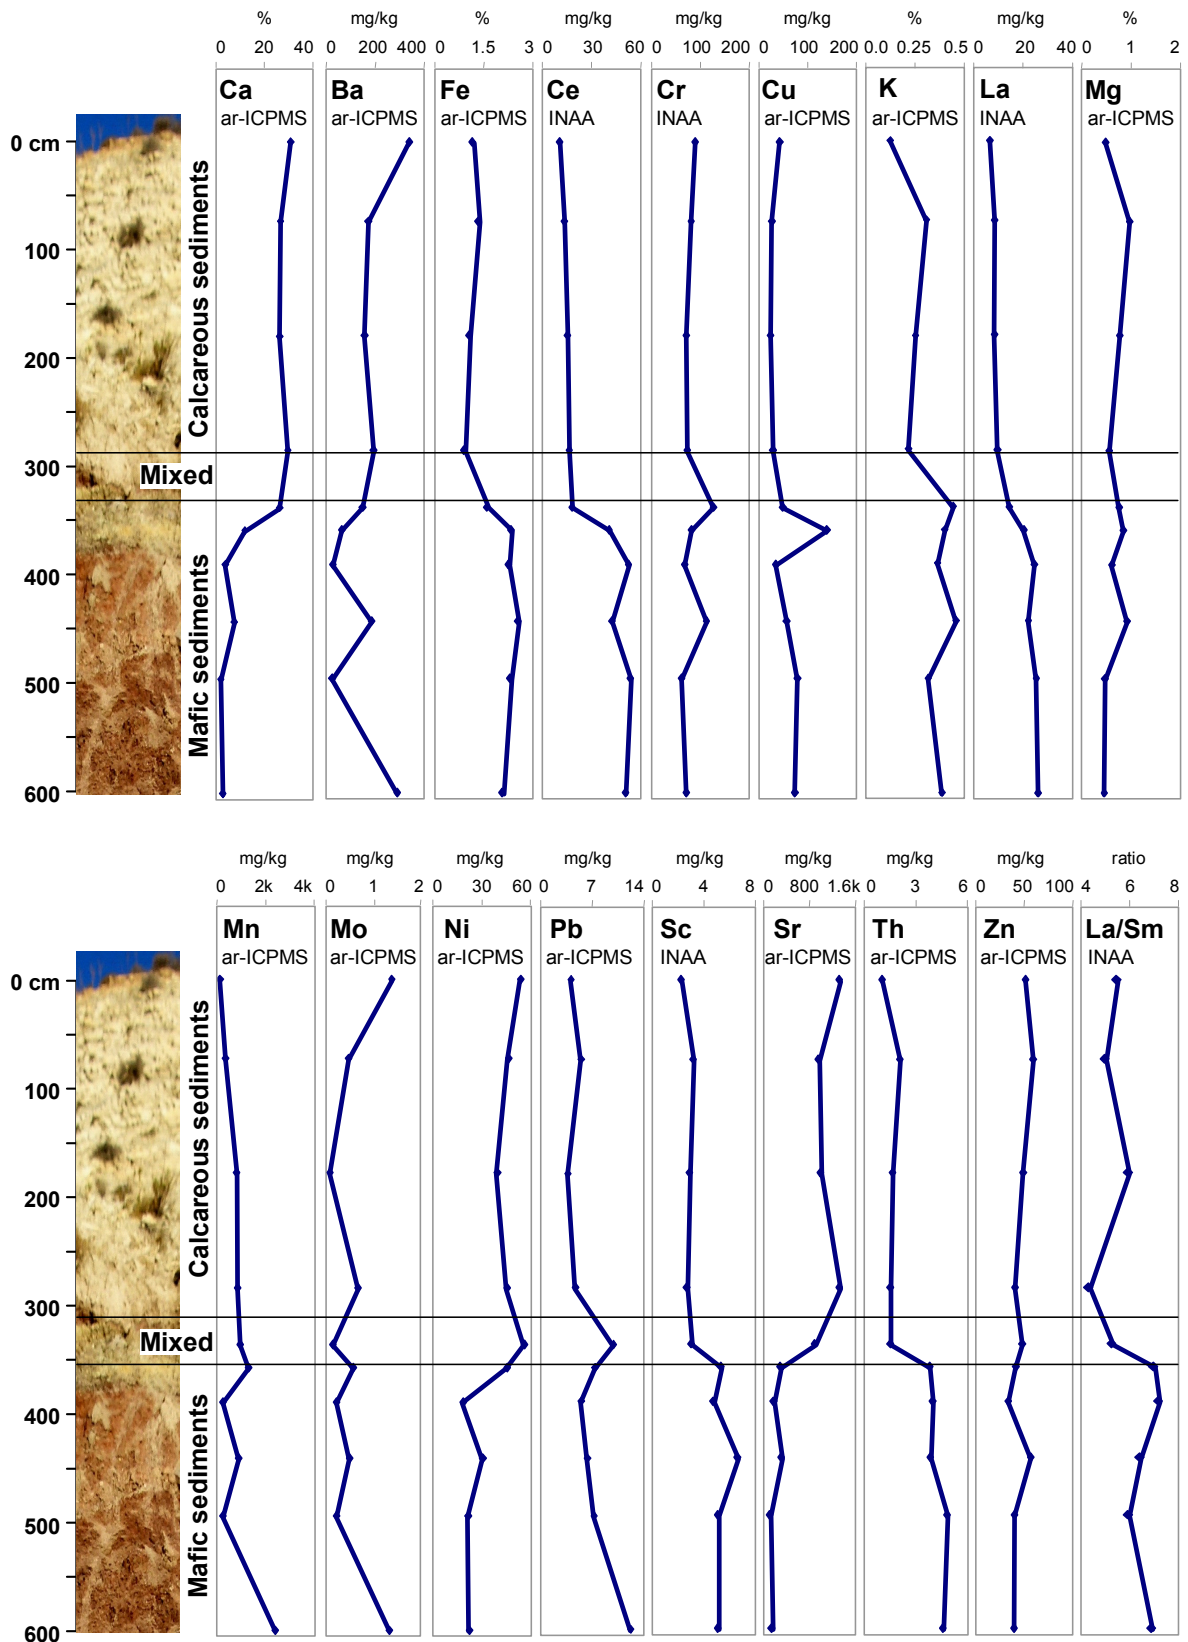 % mg/kg % mg/kg mg/kg mg/kg % mg/kg %
0 20 40 0 200 400 0 1.5 3 0 30 60 0 100 200 0 100 200 0.0 0.25 0.5 0 20 40 0 1 2
Ca Ba Fe Ce Cr Cu K La Mg
ar-ICPMS ar-ICPMS ar-ICPMS INAA INAA ar-ICPMS ar-ICPMS INAA ar-ICPMS
0 cm
100
200
300
400
500
600
Calcareous sediments
Mixed
Mafic sediments
mg/kg mg/kg mg/kg mg/kg mg/kg mg/kg mg/kg mg/kg ratio
0 2k 4k 0 1 2 0 30 60 0 7 14 0 4 8 0 800 1.6k 0 3 6 0 50 100 4 6 8
Mn Mo Ni Pb Sc Sr Th Zn La/Sm
ar-ICPMS ar-ICPMS ar-ICPMS ar-ICPMS INAA ar-ICPMS ar-ICPMS ar-ICPMS INAA
0 cm
100
200
300
400
500
600
Calcareous sediments
Mixed
Mafic sediments